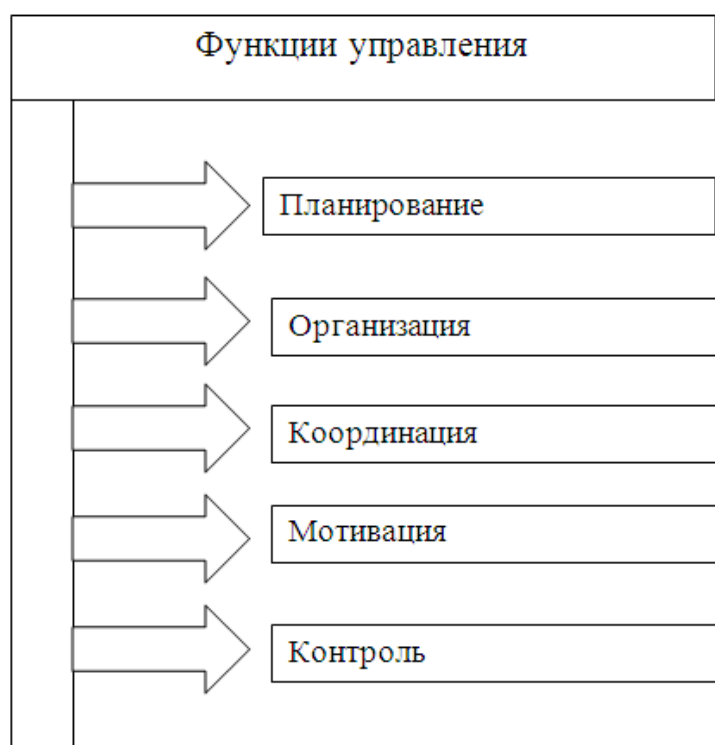 Функции управления
Планирование
Организация
Координация
Мотивация
Контроль